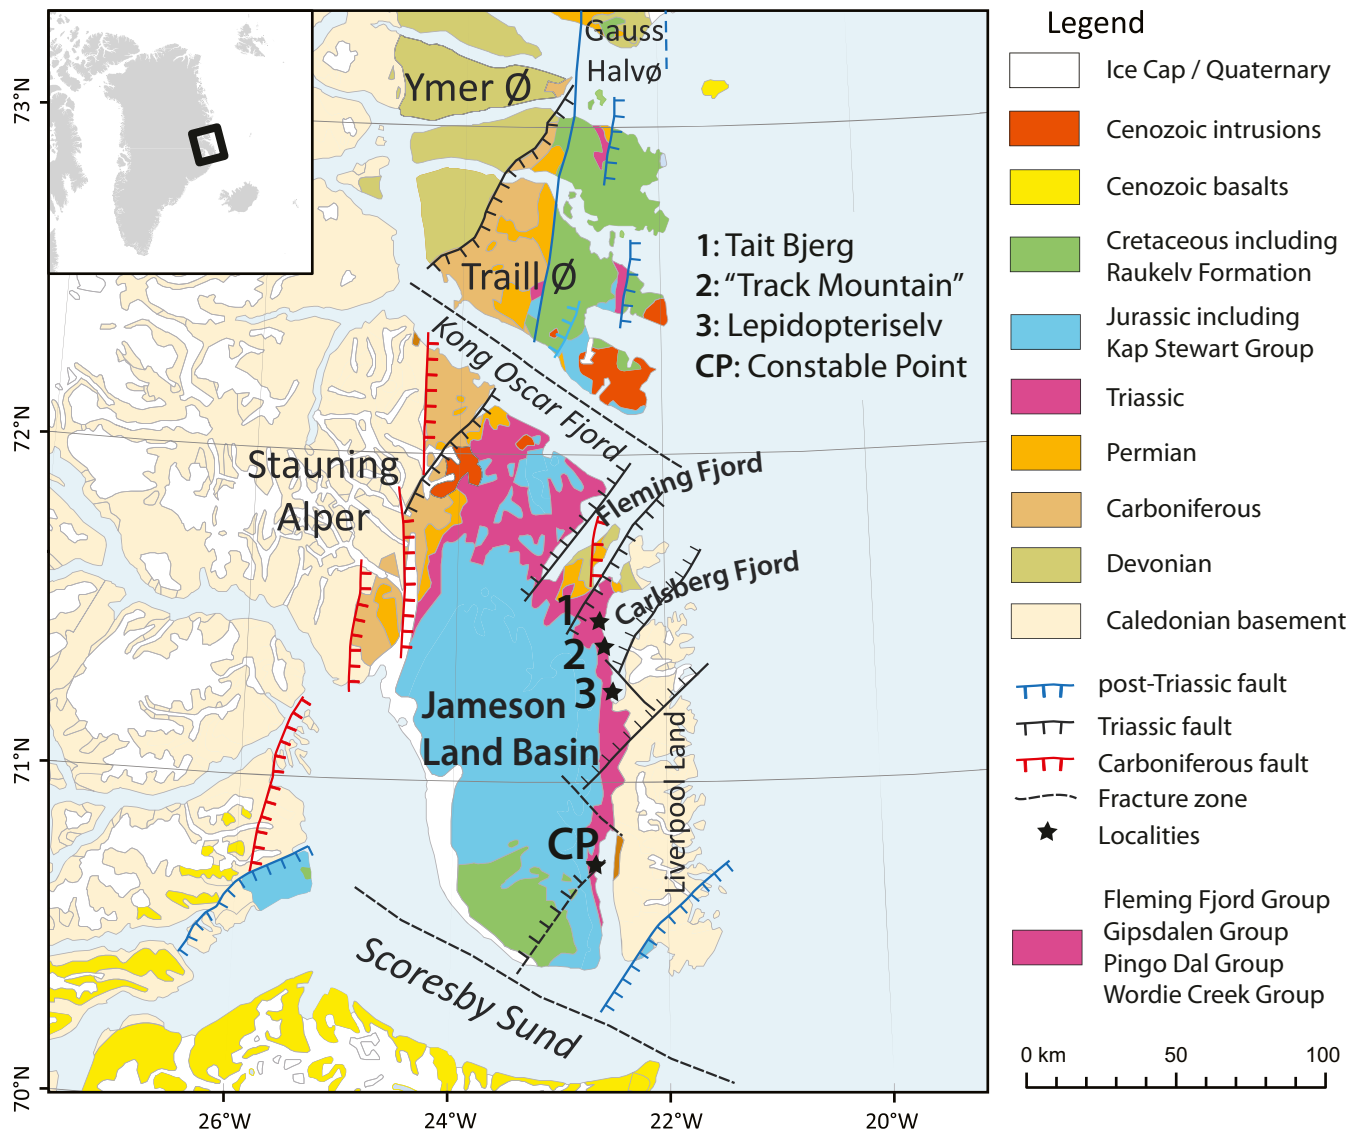 Gauss
Halvø
Ymer Ø
Traill Ø
1: Tait Bjerg
2: “Track Mountain”
3: Lepidopteriselv
CP: Constable Point
Kong Oscar Fjord
Stauning
Alper
Fleming Fjord
Carlsberg Fjord
1
2
3
Jameson
Land Basin
Liverpool Land
CP
Scoresby Sund
73°N
72°N
71°N
70°N
26°W
24°W
22°W
20°W
Legend
Ice Cap / Quaternary
Cenozoic intrusions
Cenozoic basalts
Cretaceous including
Raukelv Formation
Jurassic including
Kap Stewart Group
Triassic
Permian
Carboniferous
Devonian
Caledonian basement
post-Triassic fault
Triassic fault
Carboniferous fault
Fracture zone
Localities
Fleming Fjord Group
Gipsdalen Group
Pingo Dal Group
Wordie Creek Group
0 km 50 100